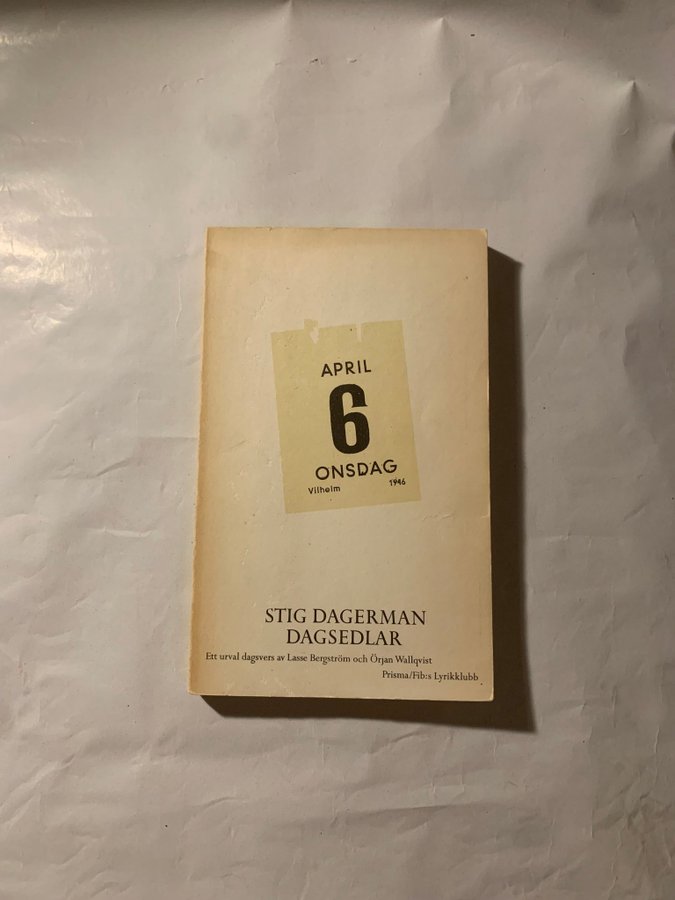 APRIL
6
ONSDAG
Vilhelm 1946
STIG DAGERMAN
DAGSEDLAR
Ett urval dagsvers av Lasse Bergström och Örjan Wallqvist
Prisma/Fib:s Lyrikklubb